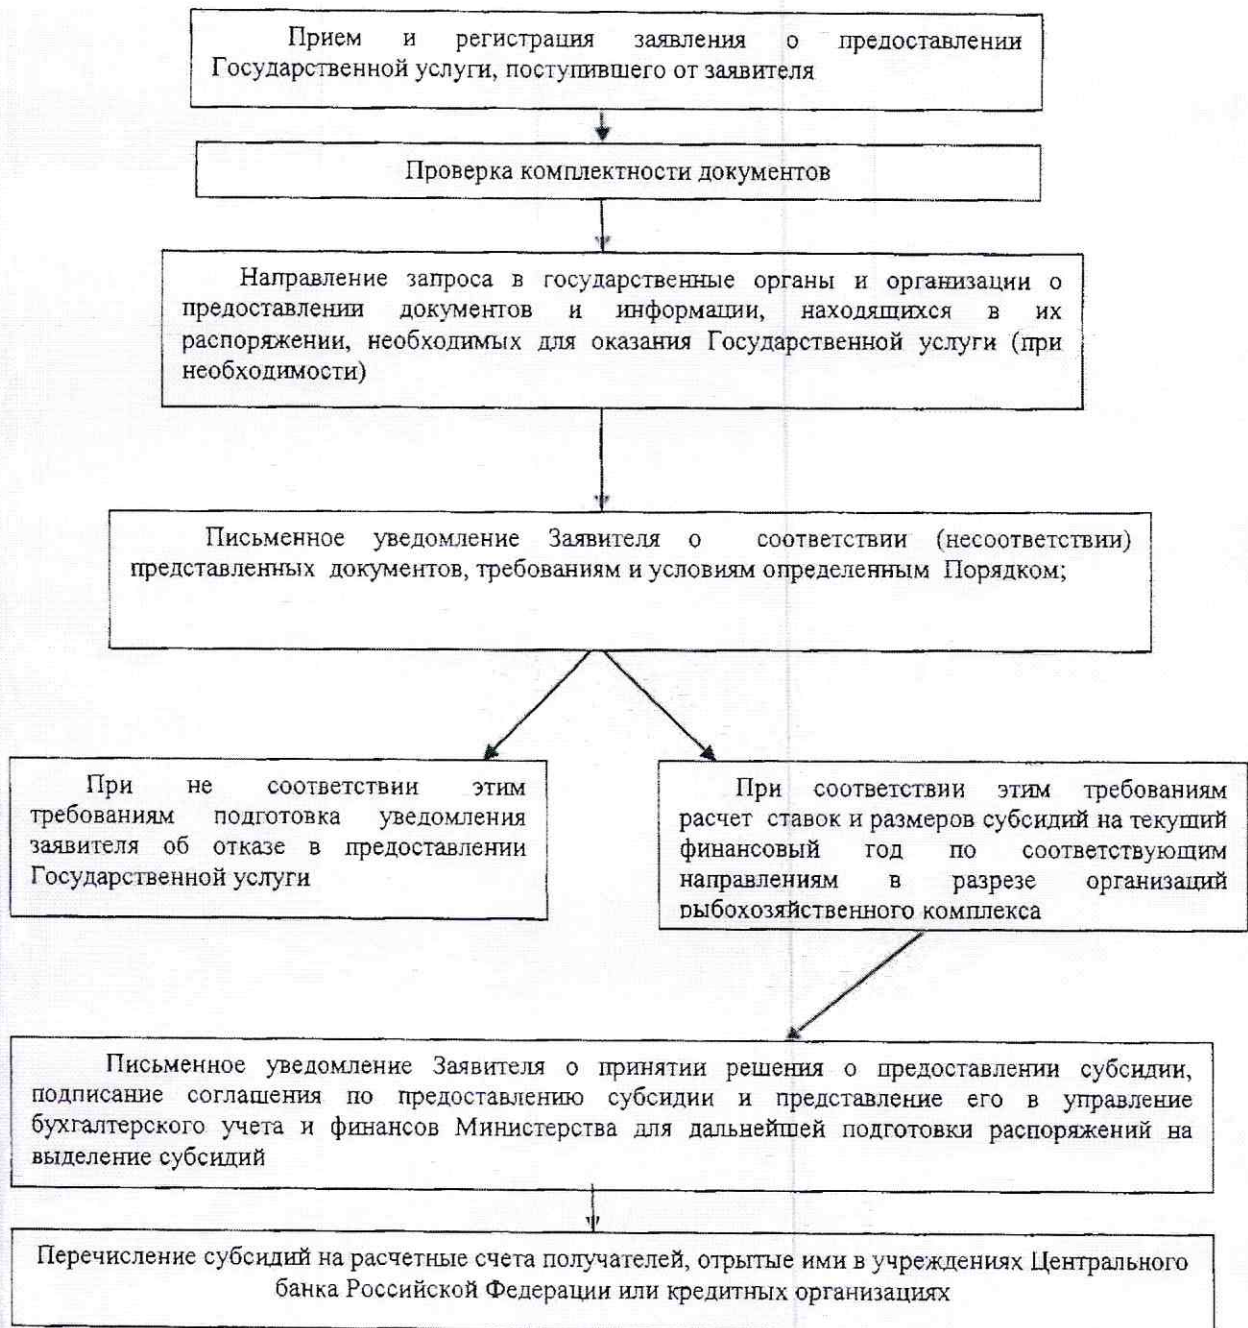 Прием и регистрация заявления о предоставлении
Государственной услуги, поступившего от заявителя
Проверка комплектности документов
Направление запроса в государственные органы и организации о
предоставлении документов и информации, находящихся в их
распоряжении, необходимых для оказания Государственной услуги (при
необходимости)
Письменное уведомление Заявителя о соответствии (несоответствии)
представленных документов, требованиям и условиям определенным Порядком;
При не соответствии этим
требованиям подготовка уведомления
заявителя об отказе в предоставлении
Государственной услуги
При соответствии этим требованиям
расчет ставок и размеров субсидий на текущий
финансовый год по соответствующим
направлениям в разрезе организаций
рыбохозяйственного комплекса
Письменное уведомление Заявителя о принятии решения о предоставлении субсидии,
подписание соглашения по предоставлению субсидии и представление его в управление
бухгалтерского учета и финансов Министерства для дальнейшей подготовки распоряжений на
выделение субсидий
Перечисление субсидий на расчетные счета получателей, отрытые ими в учреждениях Центрального
банка Российской Федерации или кредитных организациях